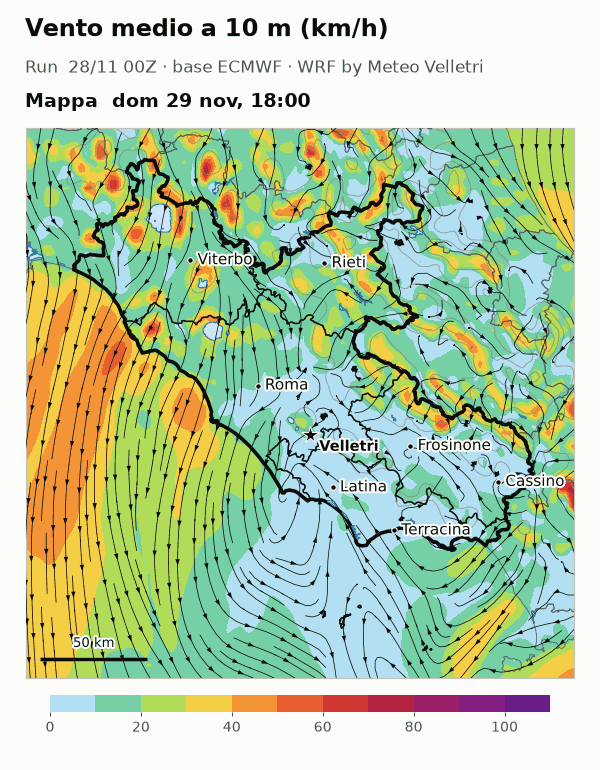 Vento medio a 10 m (km/h)
Run  28/11 00Z · base ECMWF · WRF by Meteo Velletri
Mappa  dom 29 nov, 18:00
Viterbo
Rieti
Roma
Velletri
Frosinone
Cassino
Latina
Terracina
50 km
0 20 40 60 80 100